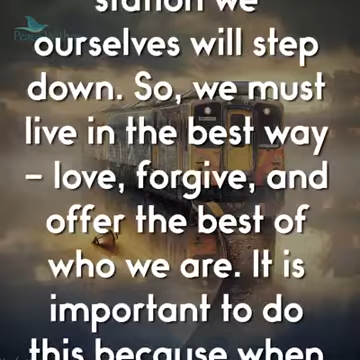 station we
ourselves will step
down. So, we must
live in the best way
– love, forgive, and
offer the best of
who we are. It is
important to do
this because when